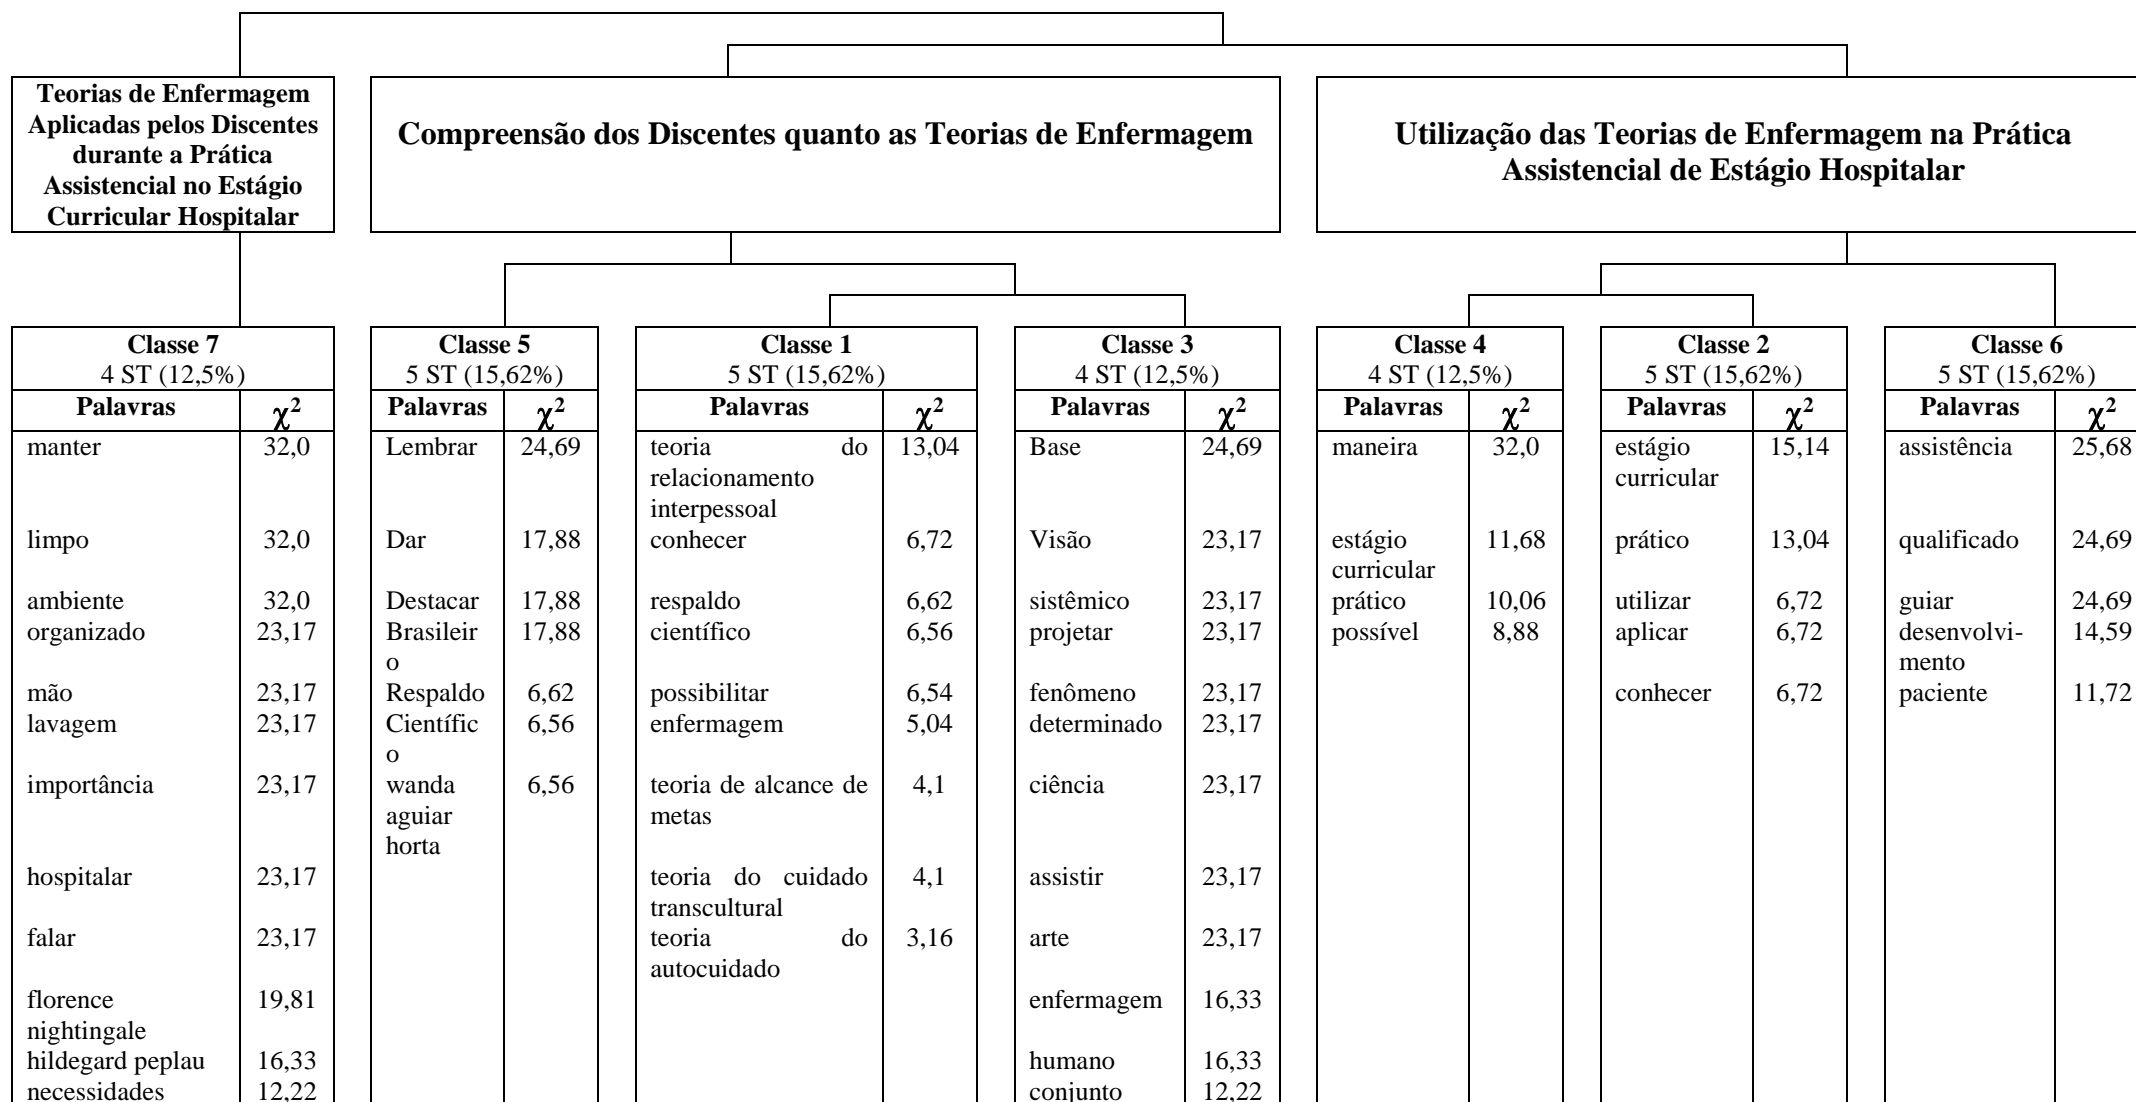 Teorias de Enfermagem
Aplicadas pelos Discentes
durante a Prática
Assistencial no Estágio
Curricular Hospitalar
Compreensão dos Discentes quanto as Teorias de Enfermagem
Utilização das Teorias de Enfermagem na Prática
Assistencial de Estágio Hospitalar
Classe 7
4 ST (12,5%)
Palavras χ²
manter 32,0
limpo 32,0
ambiente 32,0
organizado 23,17
mão 23,17
lavagem 23,17
importância 23,17
hospitalar 23,17
falar 23,17
florence 19,81
nightingale
hildegard peplau 16,33
necessidades 12,22
Classe 5
5 ST (15,62%)
Palavras χ²
Lembrar 24,69
Dar 17,88
Destacar 17,88
Brasileir 17,88
o
Respaldo 6,62
Científic 6,56
o
wanda 6,56
aguiar
horta
Classe 1
5 ST (15,62%)
Palavras χ²
teoria do 13,04
relacionamento
interpessoal
conhecer 6,72
respaldo 6,62
científico 6,56
possibilitar 6,54
enfermagem 5,04
teoria de alcance de 4,1
metas
teoria do cuidado 4,1
transcultural
teoria do 3,16
autocuidado
Classe 3
4 ST (12,5%)
Palavras χ²
Base 24,69
Visão 23,17
sistêmico 23,17
projetar 23,17
fenômeno 23,17
determinado 23,17
ciência 23,17
assistir 23,17
arte 23,17
enfermagem 16,33
humano 16,33
conjunto 12,22
Classe 4
4 ST (12,5%)
Palavras χ²
maneira 32,0
estágio 11,68
curricular
prático 10,06
possível 8,88
Classe 2
5 ST (15,62%)
Palavras χ²
estágio 15,14
curricular
prático 13,04
utilizar 6,72
aplicar 6,72
conhecer 6,72
Classe 6
5 ST (15,62%)
Palavras χ²
assistência 25,68
qualificado 24,69
guiar 24,69
desenvolvi- 14,59
mento
paciente 11,72